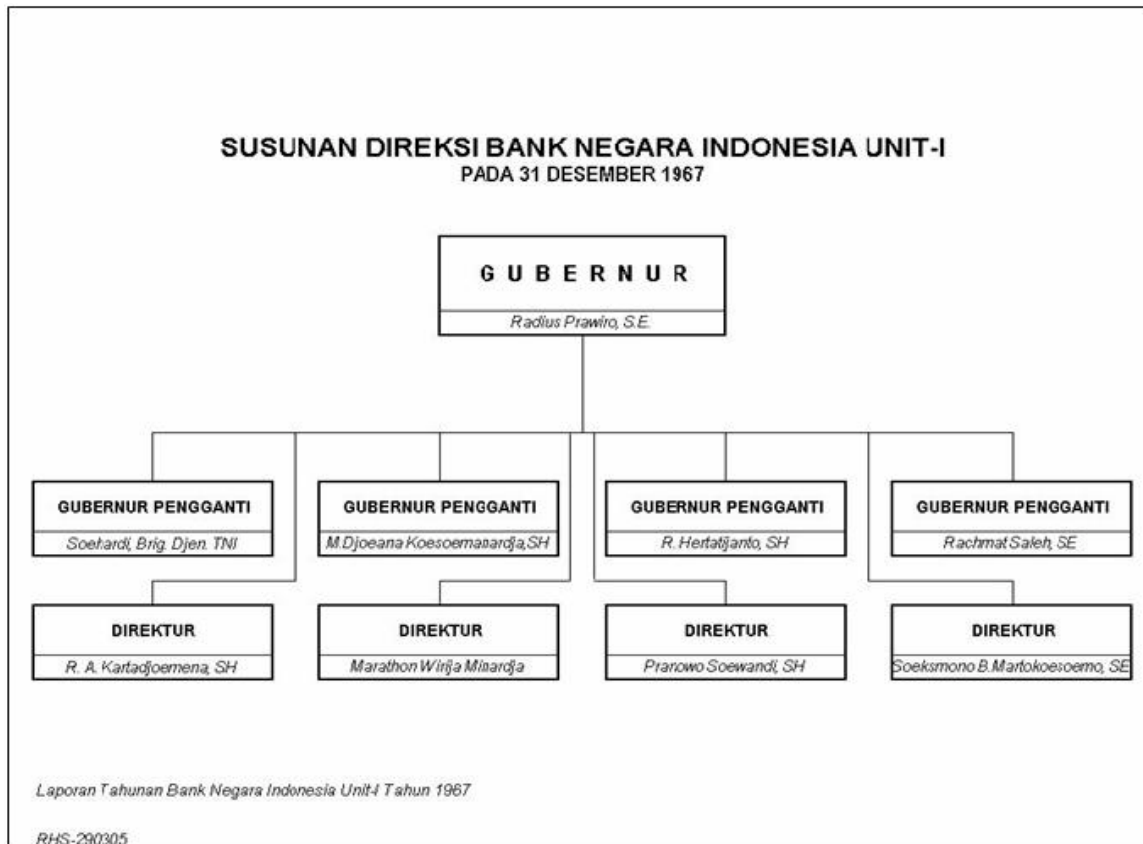 SUSUNAN DIREKSI BANK NEGARA INDONESIA UNIT-I
PADA 31 DESEMBER 1967
G U B E R N U R
Radius Prawiro, S.E.
GUBERNUR PENGGANTI
Soehardi, Brig. Djen. TNI
GUBERNUR PENGGANTI
M.Djoeana Koesoemanardja,SH
GUBERNUR PENGGANTI
R. Hertatijanto, SH
GUBERNUR PENGGANTI
Rachmat Saleh, SE
DIREKTUR
R. A. Kartadjoemena, SH
DIREKTUR
Marathon Wirija Minardja
DIREKTUR
Pranowo Soewandi, SH
DIREKTUR
Soeksmono B.Martokoesoemo, SE
Laporan Tahunan Bank Negara Indonesia Unit-I Tahun 1967
RHS-290305